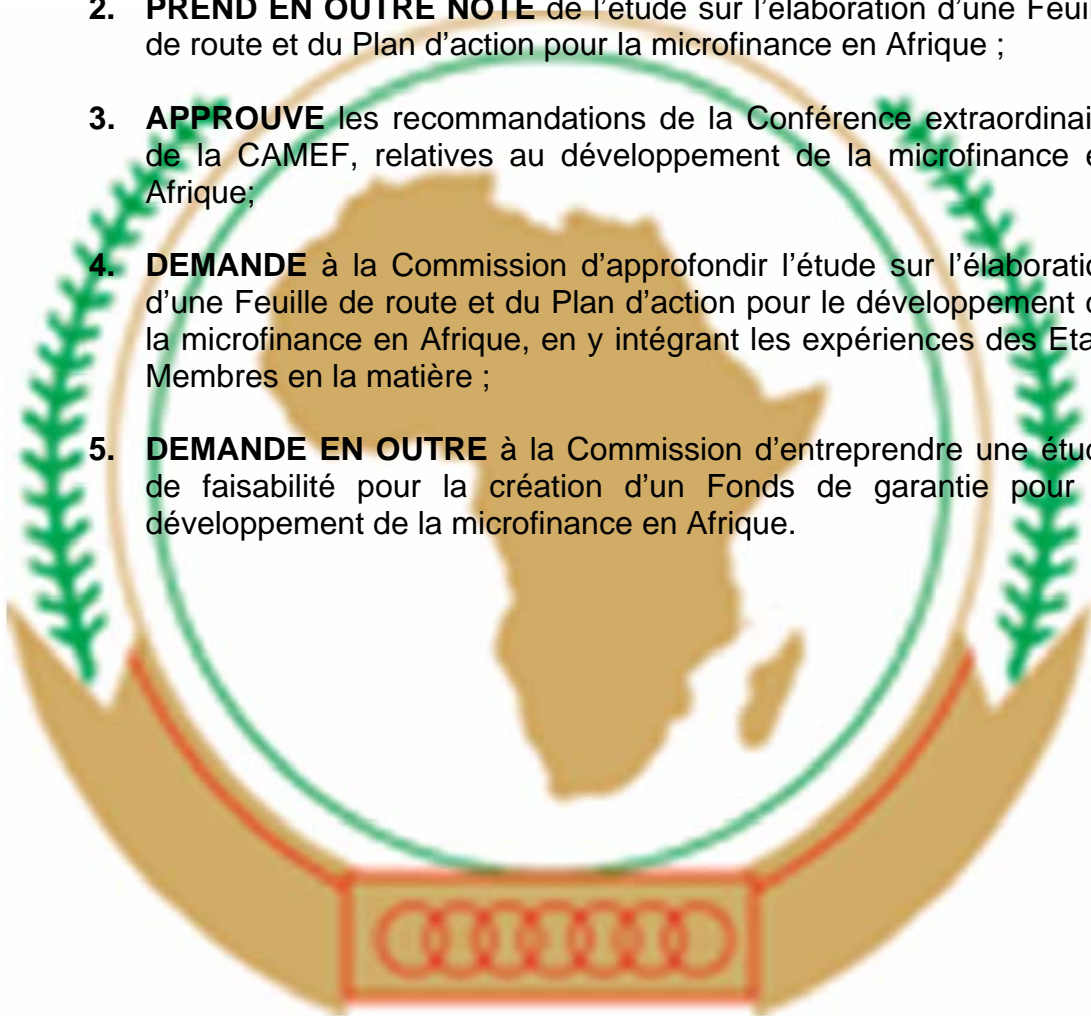 2. PREND EN OUTRE NOTE de l'étude sur l'élaboration d'une Feuil
de route et du Plan d'action pour la microfinance en Afrique ;
3. APPROUVE les recommandations de la Conférence extraordinai
de la CAMEF, relatives au développement de la microfinance e
Afrique;
4. DEMANDE à la Commission d'approfondir l'étude sur l'élaboratio
d'une Feuille de route et du Plan d'action pour le développement d
la microfinance en Afrique, en y intégrant les expériences des Eta
Membres en la matière ;
5. DEMANDE EN OUTRE à la Commission d'entreprendre une étud
de faisabilité pour la création d'un Fonds de garantie pour
développement de la microfinance en Afrique.